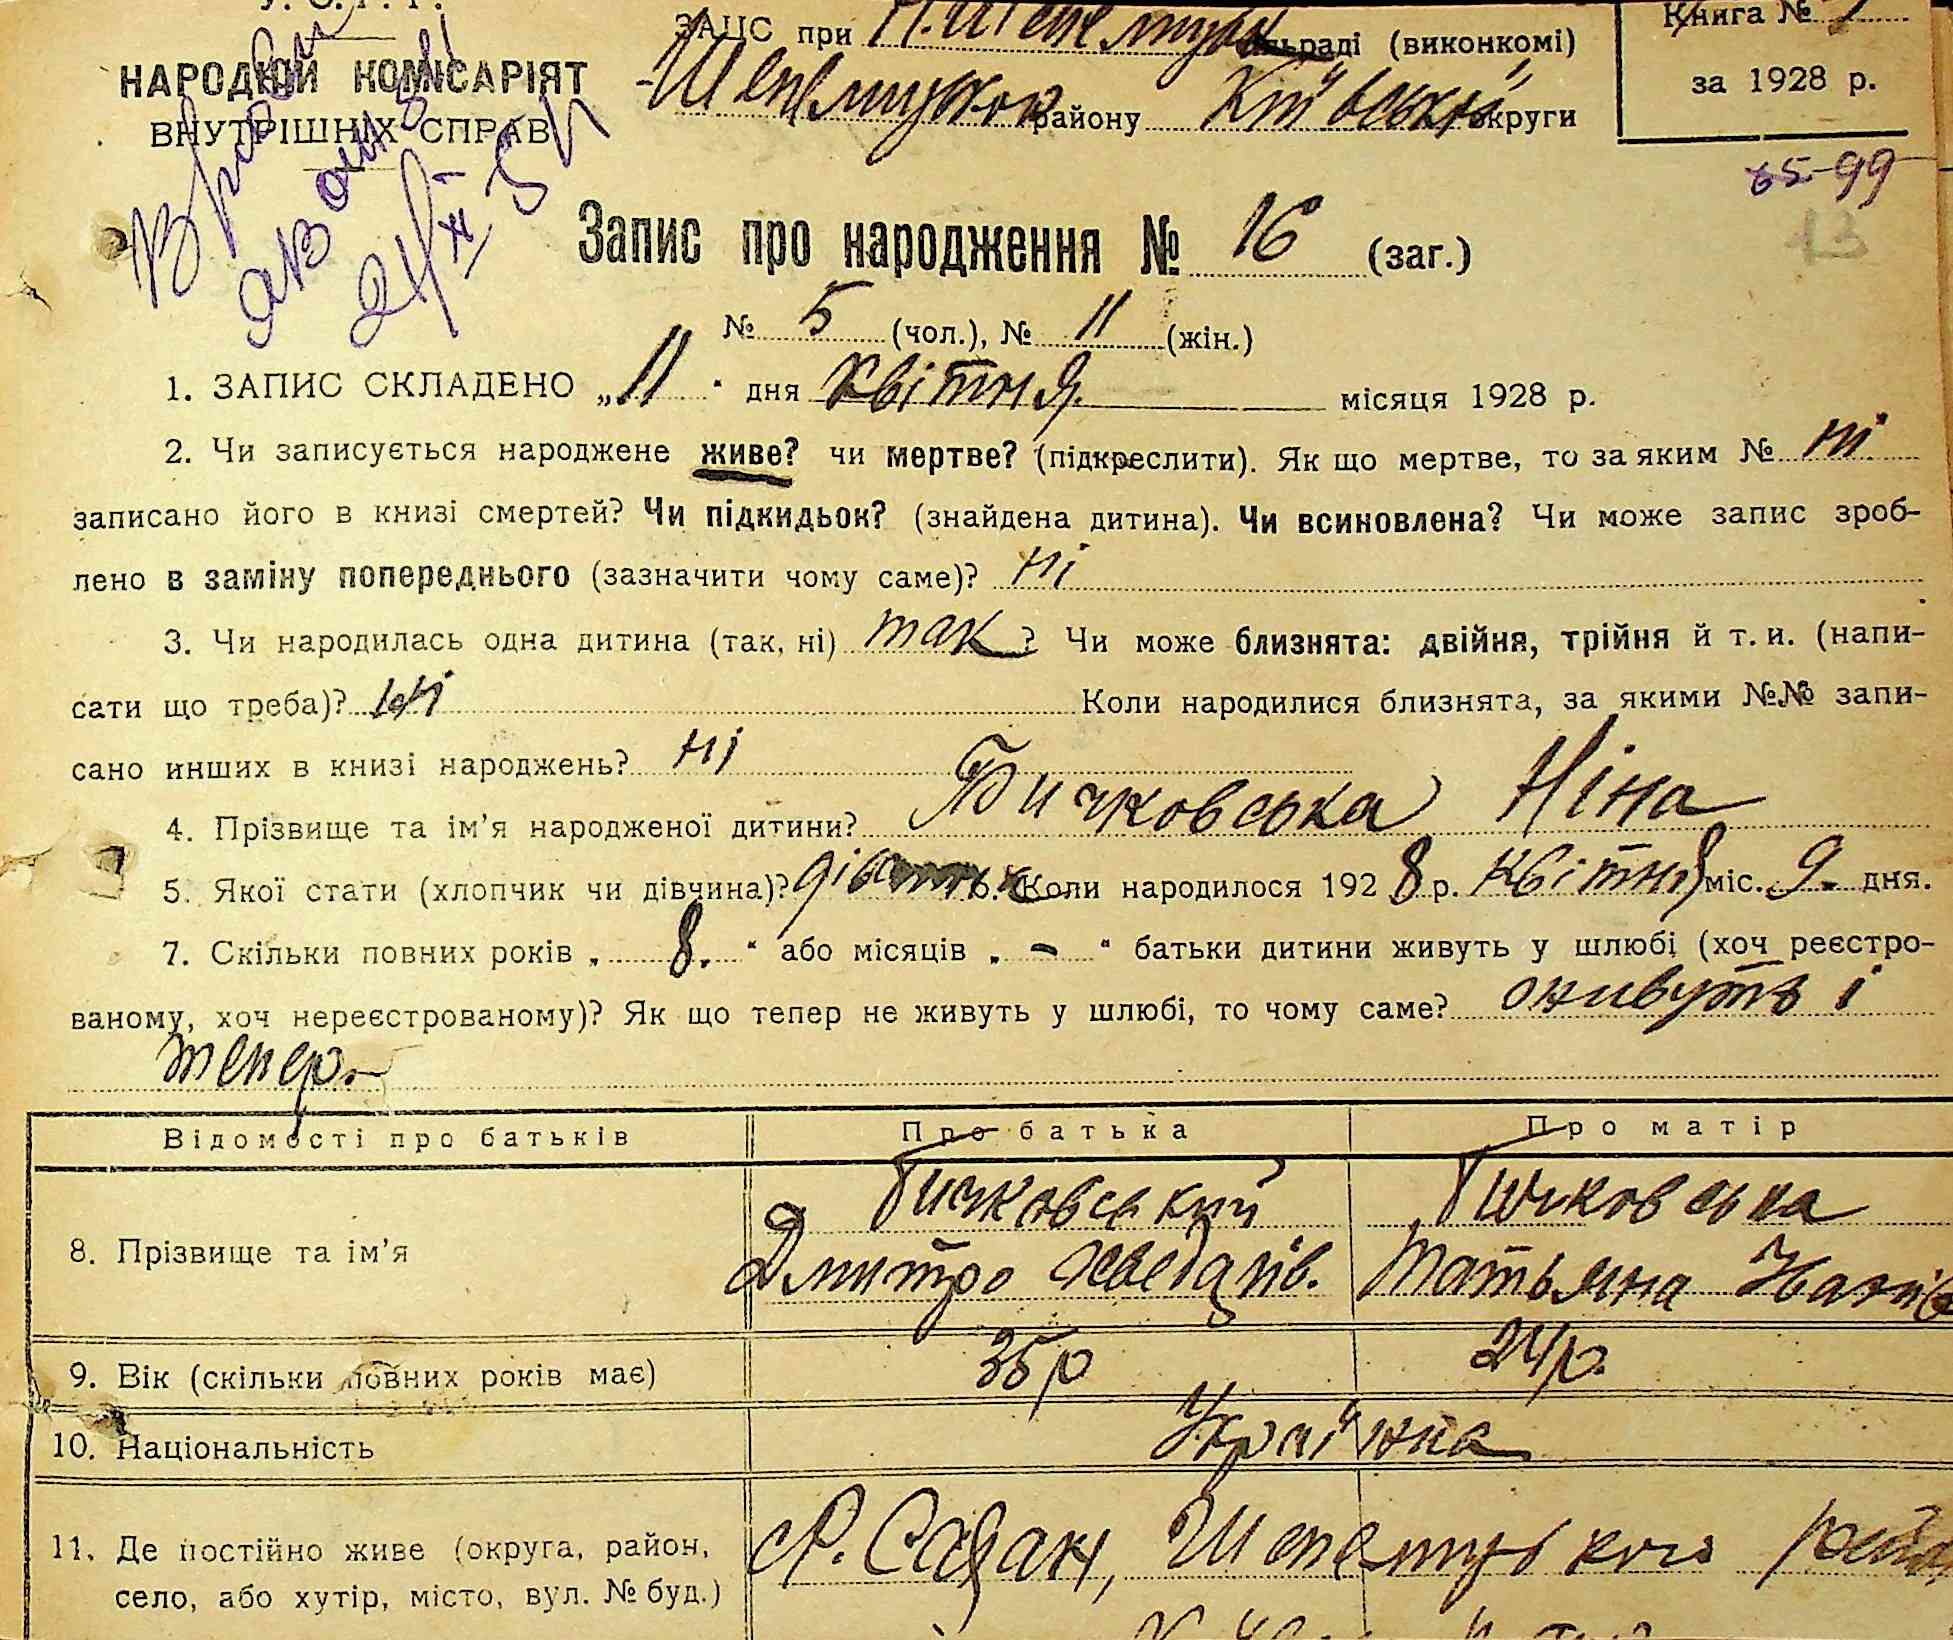 У. С. Р. Р.
НАРОДНІЙ КОМІСАРІЯТ
ВНУТРІШНІХ СПРАВ
ЗАЦС при сільраді (виконкомі)
району Київської округи
Книга №
за 1928 р.
65-99
13
Запис про народження № 16 (заг.)
№ 5 (чол.), № 11 (жін.)
1. ЗАПИС СКЛАДЕНО „11“ дня квітня місяця 1928 р.
2. Чи записується народжене живе? чи мертве? (підкреслити). Як що мертве, то за яким № ні
записано його в книзі смертей? Чи підкидьок? (знайдена дитина). Чи всиновлена? Чи може запис зроб-
лено в заміну попереднього (зазначити чому саме)? ні
3. Чи народилась одна дитина (так, ні) так? Чи може близнята: двійня, трійня й т. и. (напи-
сати що треба)? ні Коли народилися близнята, за якими №№ запи-
сано инших в книзі народжень? ні
4. Прізвище та ім'я народженої дитини? Бичковська Ніна
5. Якої стати (хлопчик чи дівчина)? 6. Коли народилося 1928 р. квітня міс. 9. дня.
7. Скільки повних років „8.“ або місяців „-“ батьки дитини живуть у шлюбі (хоч реєстро-
ваному, хоч нереєстрованому)? Як що тепер не живуть у шлюбі, то чому саме? живуть і
тепер.
Відомості про батьків Про батька Про матір
8. Прізвище та ім'я
Бичковський Бичковська
Дмитро Татьяна
9. Вік (скільки повних років має) 35р 24р.
10. Національність Українка
11. Де постійно живе (округа, район,
село, або хутір, місто, вул. № буд.)